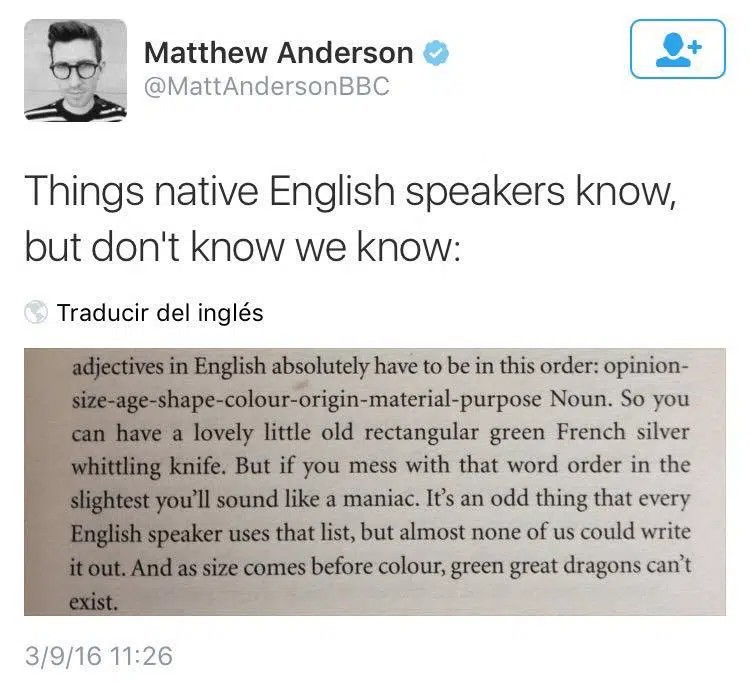 Matthew Anderson
@MattAndersonBBC
Things native English speakers know,
but don't know we know:
Traducir del inglés
adjectives in English absolutely have to be in this order: opinion-
size-age-shape-colour-origin-material-purpose Noun. So you
can have a lovely little old rectangular green French silver
whittling knife. But if you mess with that word order in the
slightest you’ll sound like a maniac. It’s an odd thing that every
English speaker uses that list, but almost none of us could write
it out. And as size comes before colour, green great dragons can’t
exist.
3/9/16 11:26